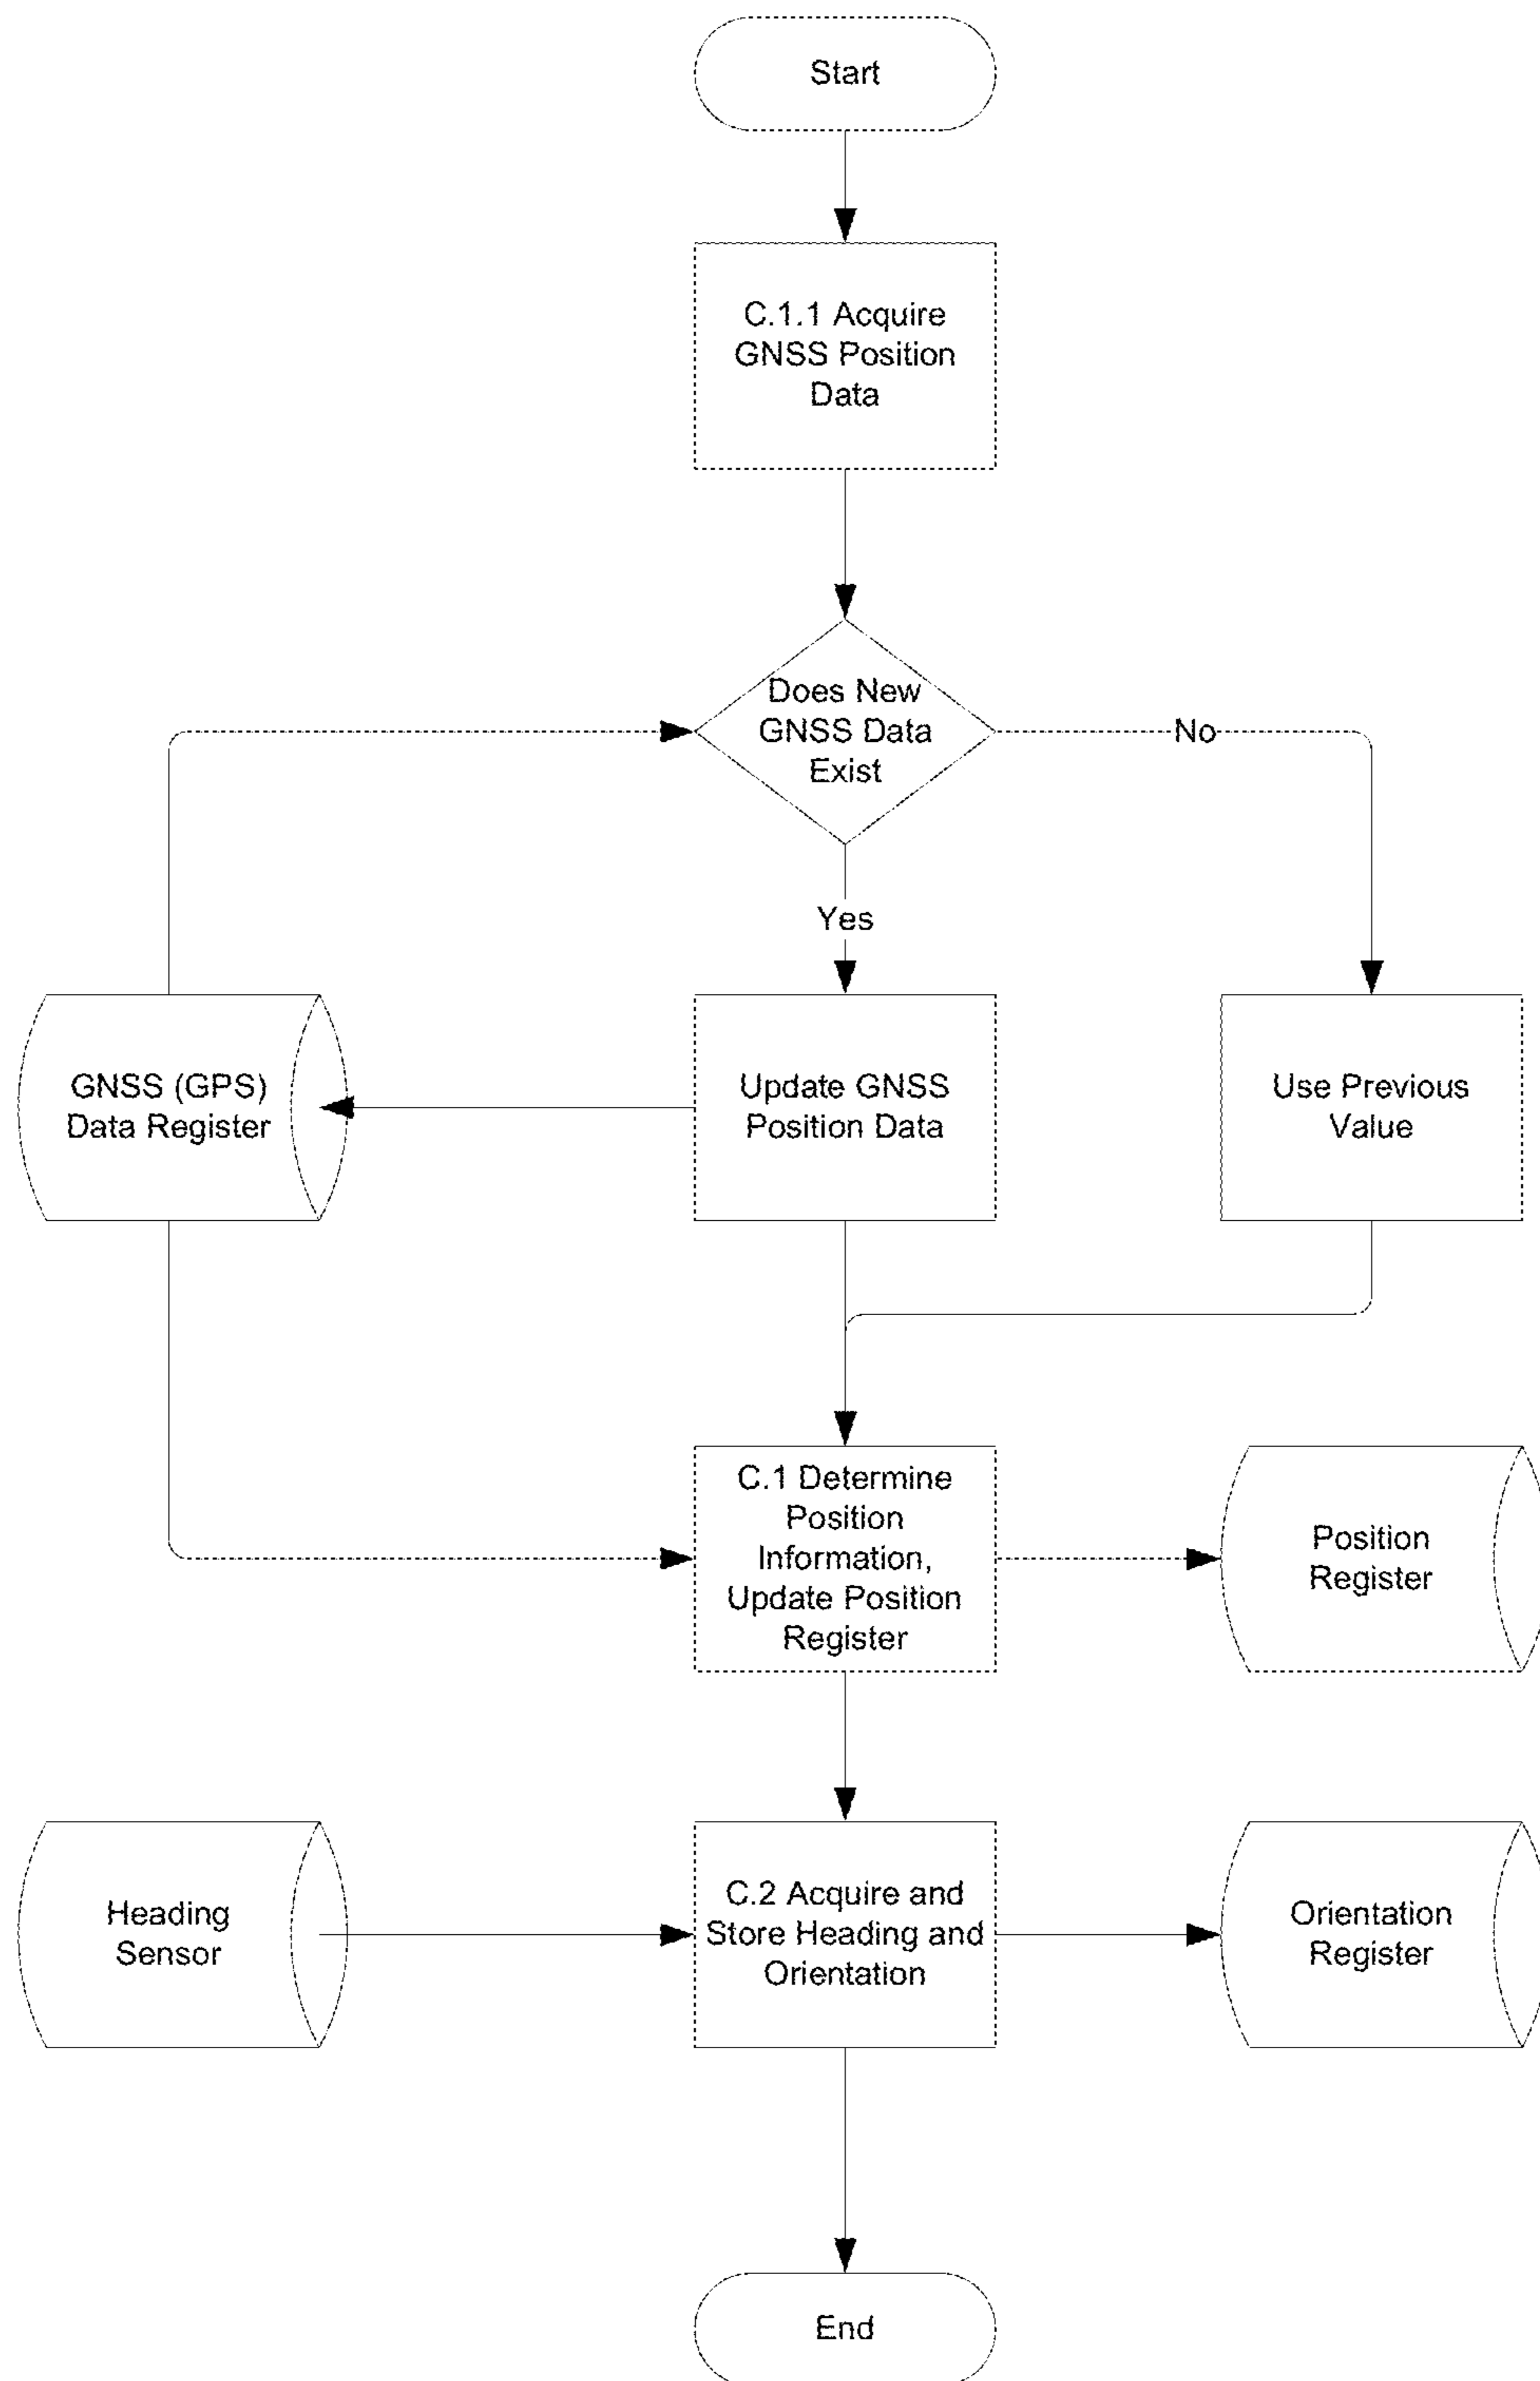 Start
C.1.1 Acquire
GNSS Position
Data
Does New
GNSS Data
Exist
No
Yes
GNSS (GPS)
Data Register
Update GNSS
Position Data
Use Previous
Value
C.1 Determine
Position
Information,
Update Position
Register
Position
Register
Heading
Sensor
C.2 Acquire and
Store Heading and
Orientation
Orientation
Register
End